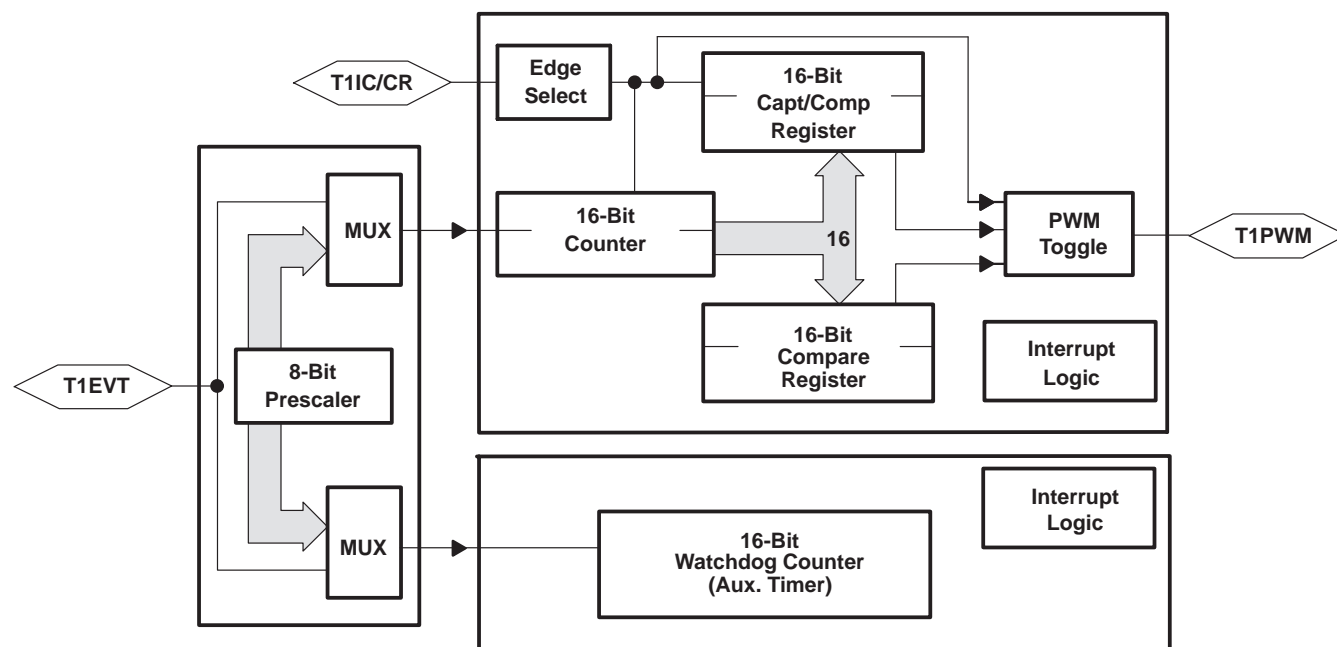 T1IC/CR
Edge
Select
16-Bit
Capt/Comp
Register
MUX
16-Bit
Counter
16
PWM
Toggle
T1PWM
T1EVT
8-Bit
Prescaler
16-Bit
Compare
Register
Interrupt
Logic
MUX
16-Bit
Watchdog Counter
(Aux. Timer)
Interrupt
Logic